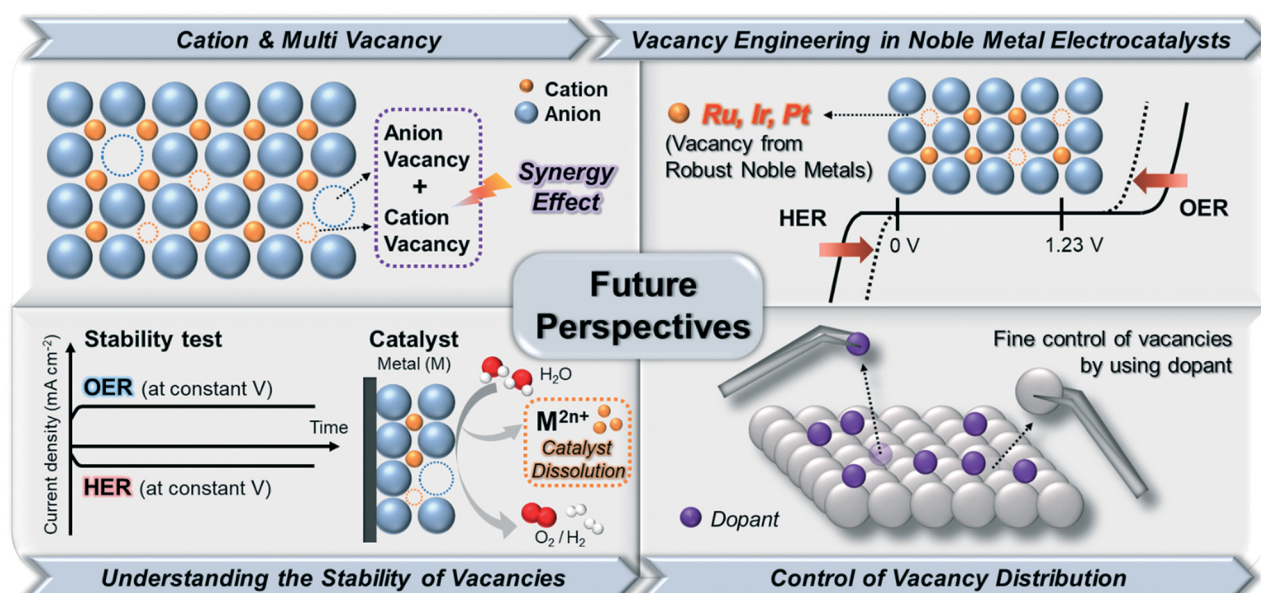 Cation & Multi Vacancy
Vacancy Engineering in Noble Metal Electrocatalysts
Cation
Anion
Anion
Vacancy
+
Cation
Vacancy
Synergy
Effect
Ru, Ir, Pt
(Vacancy from
Robust Noble Metals)
HER
OER
0 V
1.23 V
Future
Perspectives
Current density (mA cm⁻²)
Stability test
OER (at constant V)
Time
HER (at constant V)
Catalyst
Metal (M)
H₂O
M²ⁿ⁺
Catalyst
Dissolution
O₂ / H₂
Fine control of vacancies
by using dopant
Dopant
Understanding the Stability of Vacancies
Control of Vacancy Distribution